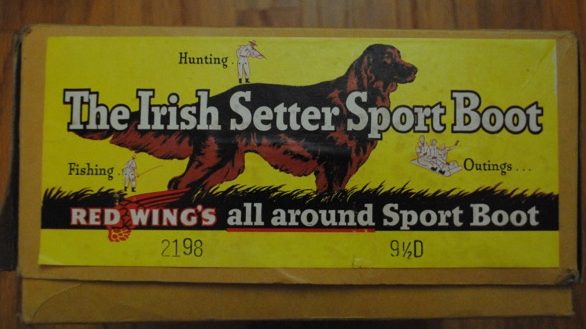 Hunting.
The Irish Setter Sport Boot
Fishing
Outings...
RED WING'S all around Sport Boot
2198 9½D